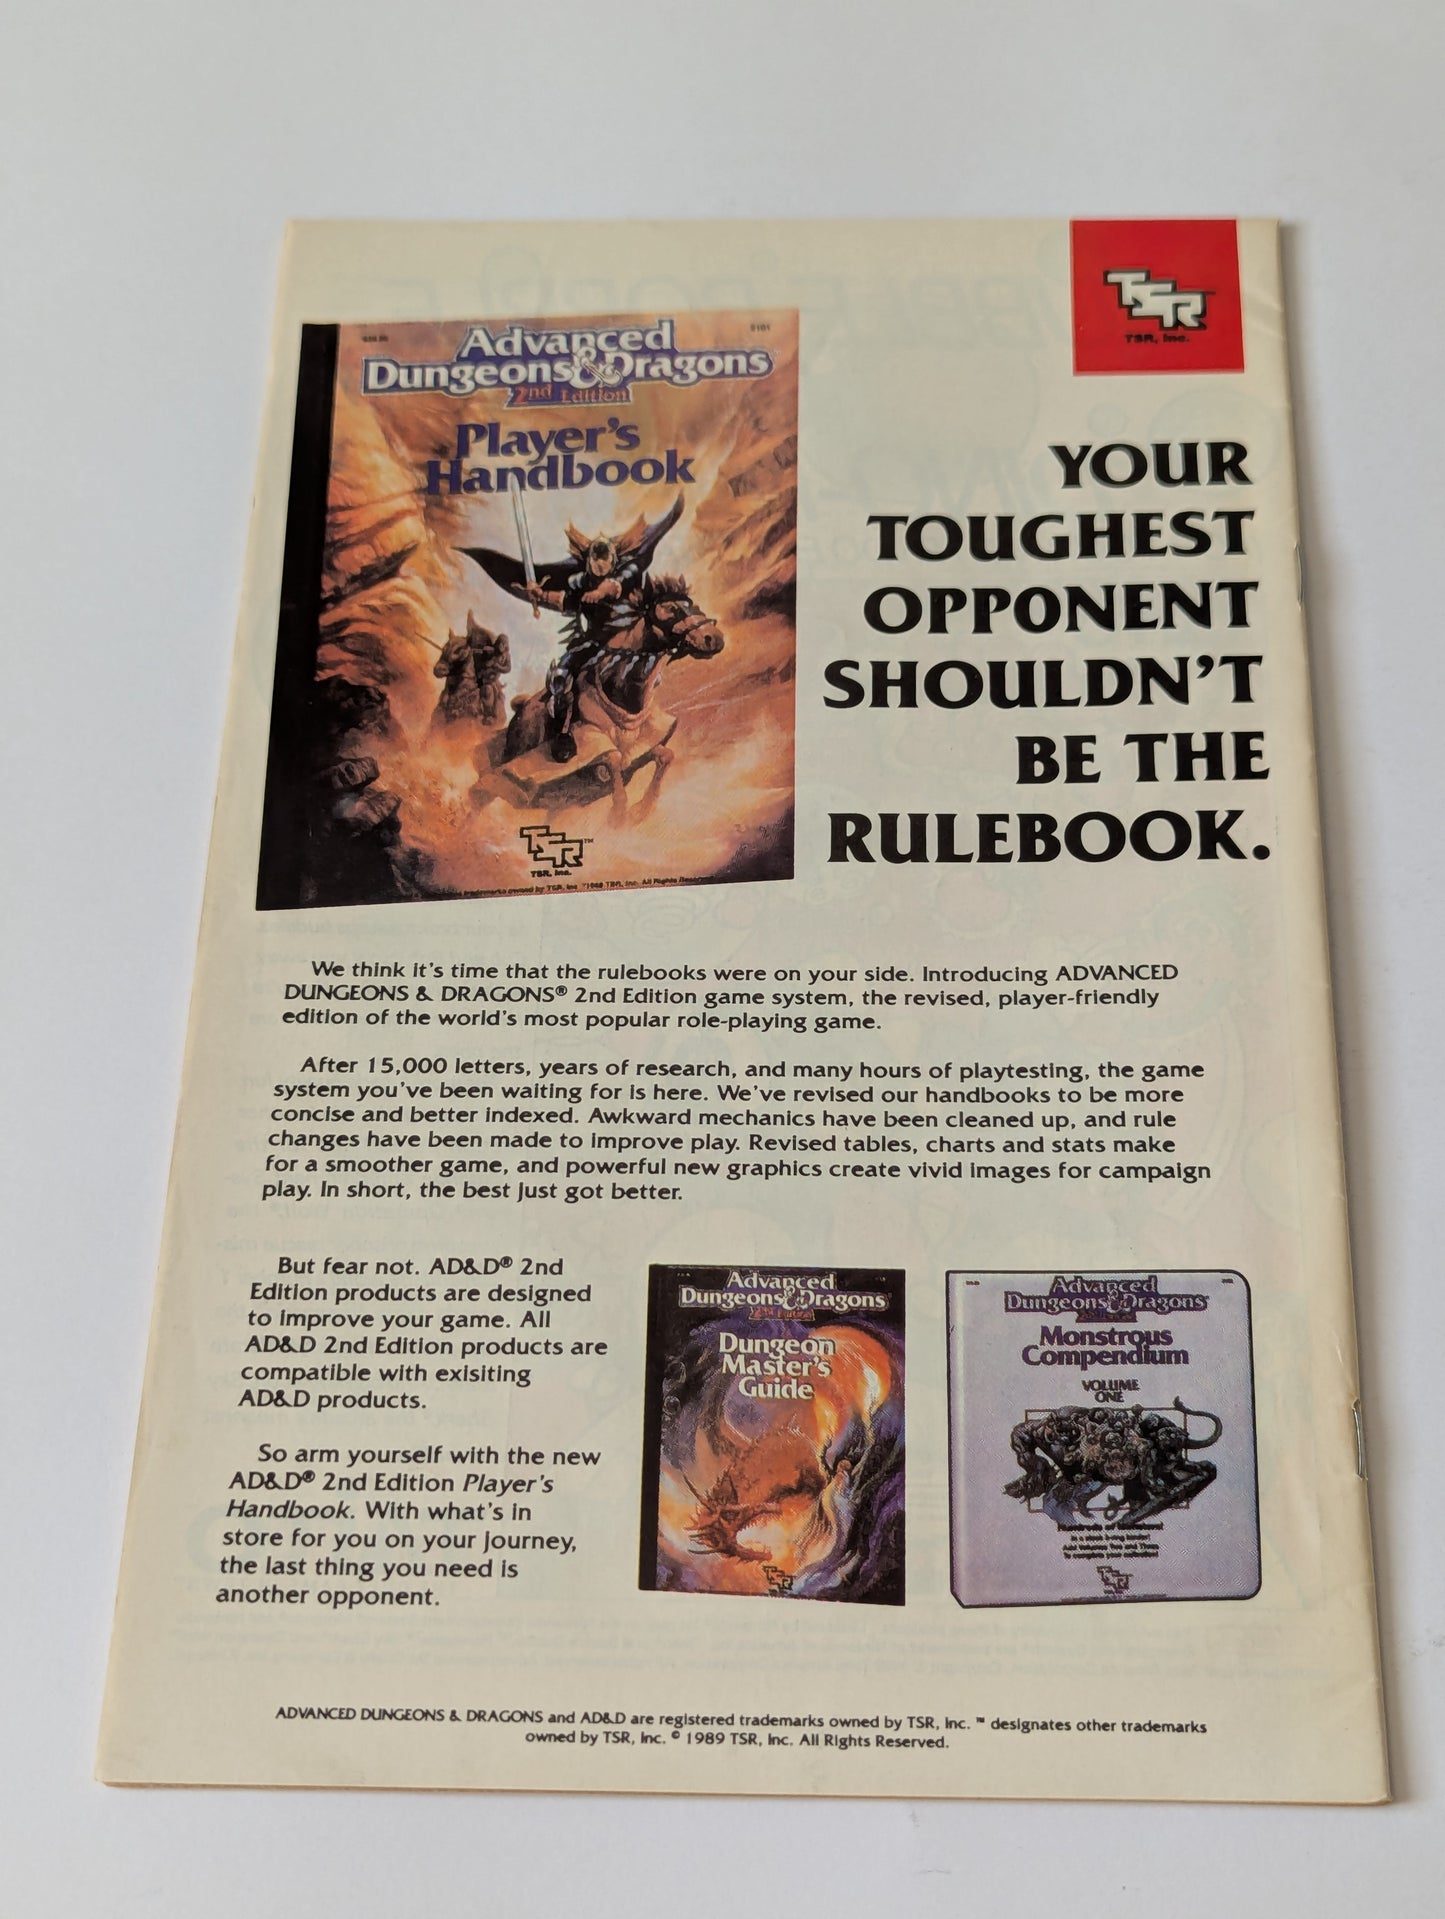 TSR
TSR, Inc.
Advanced
Dungeons & Dragons
2nd Edition
Player's
Handbook
TSR™
TSR, Inc.
YOUR
TOUGHEST
OPPONENT
SHOULDN'T
BE THE
RULEBOOK.
We think it's time that the rulebooks were on your side. Introducing ADVANCED
DUNGEONS & DRAGONS® 2nd Edition game system, the revised, player-friendly
edition of the world's most popular role-playing game.
After 15,000 letters, years of research, and many hours of playtesting, the game
system you've been waiting for is here. We've revised our handbooks to be more
concise and better indexed. Awkward mechanics have been cleaned up, and rule
changes have been made to improve play. Revised tables, charts and stats make
for a smoother game, and powerful new graphics create vivid images for campaign
play. In short, the best just got better.
But fear not. AD&D® 2nd
Edition products are designed
to improve your game. All
AD&D 2nd Edition products are
compatible with exisiting
AD&D products.
So arm yourself with the new
AD&D® 2nd Edition Player's
Handbook. With what's in
store for you on your journey,
the last thing you need is
another opponent.
Advanced
Dungeons & Dragons
2nd Edition
Dungeon
Master's
Guide
TSR
Advanced
Dungeons & Dragons
Monstrous
Compendium
VOLUME
ONE
TSR
ADVANCED DUNGEONS & DRAGONS and AD&D are registered trademarks owned by TSR, Inc. ™ designates other trademarks
owned by TSR, Inc. © 1989 TSR, Inc. All Rights Reserved.